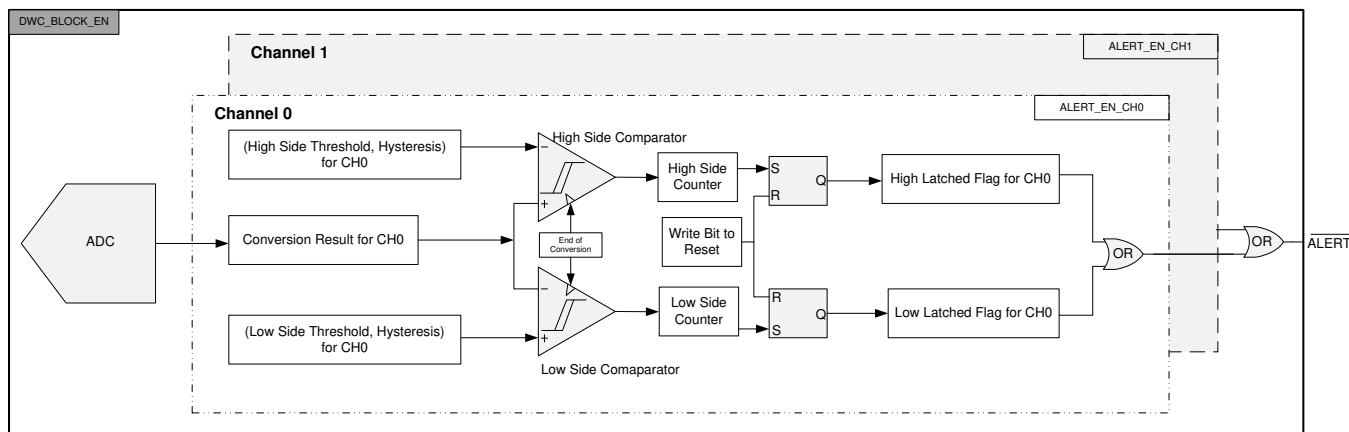 DWC_BLOCK_EN
Channel 1
ALERT_EN_CH1
Channel 0
ALERT_EN_CH0
High Side Comparator
(High Side Threshold, Hysteresis)
for CH0
−
+
High Side
Counter
S
R
Q
High Latched Flag for CH0
ADC
Conversion Result for CH0
End of
Conversion
Write Bit to
Reset
OR
OR
ALERT
−
+
Low Side
Counter
R
S
Q
Low Latched Flag for CH0
(Low Side Threshold, Hysteresis)
for CH0
Low Side Comaparator